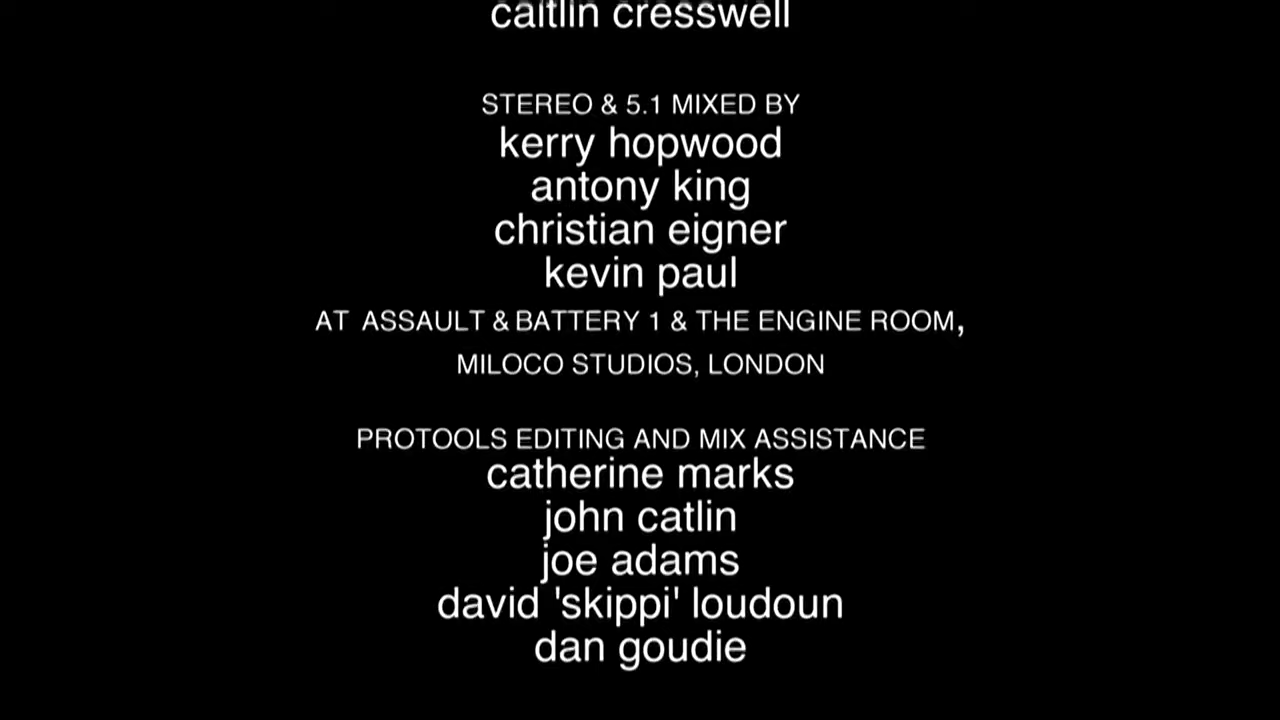 caitlin cresswell
STEREO & 5.1 MIXED BY
kerry hopwood
antony king
christian eigner
kevin paul
AT ASSAULT & BATTERY 1 & THE ENGINE ROOM,
MILOCO STUDIOS, LONDON
PROTOOLS EDITING AND MIX ASSISTANCE
catherine marks
john catlin
joe adams
david 'skippi' loudoun
dan goudie